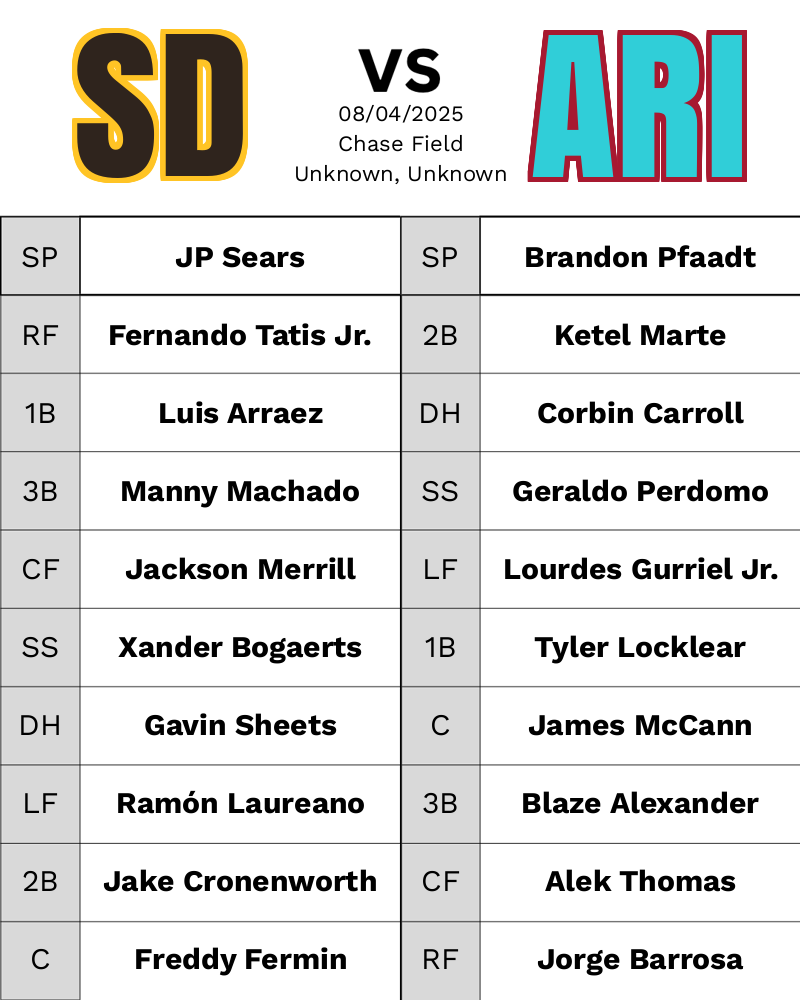 SD
VS
08/04/2025
Chase Field
Unknown, Unknown
ARI
SP JP Sears SP Brandon Pfaadt
RF Fernando Tatis Jr. 2B Ketel Marte
1B Luis Arraez DH Corbin Carroll
3B Manny Machado SS Geraldo Perdomo
CF Jackson Merrill LF Lourdes Gurriel Jr.
SS Xander Bogaerts 1B Tyler Locklear
DH Gavin Sheets C James McCann
LF Ramón Laureano 3B Blaze Alexander
2B Jake Cronenworth CF Alek Thomas
C Freddy Fermin RF Jorge Barrosa